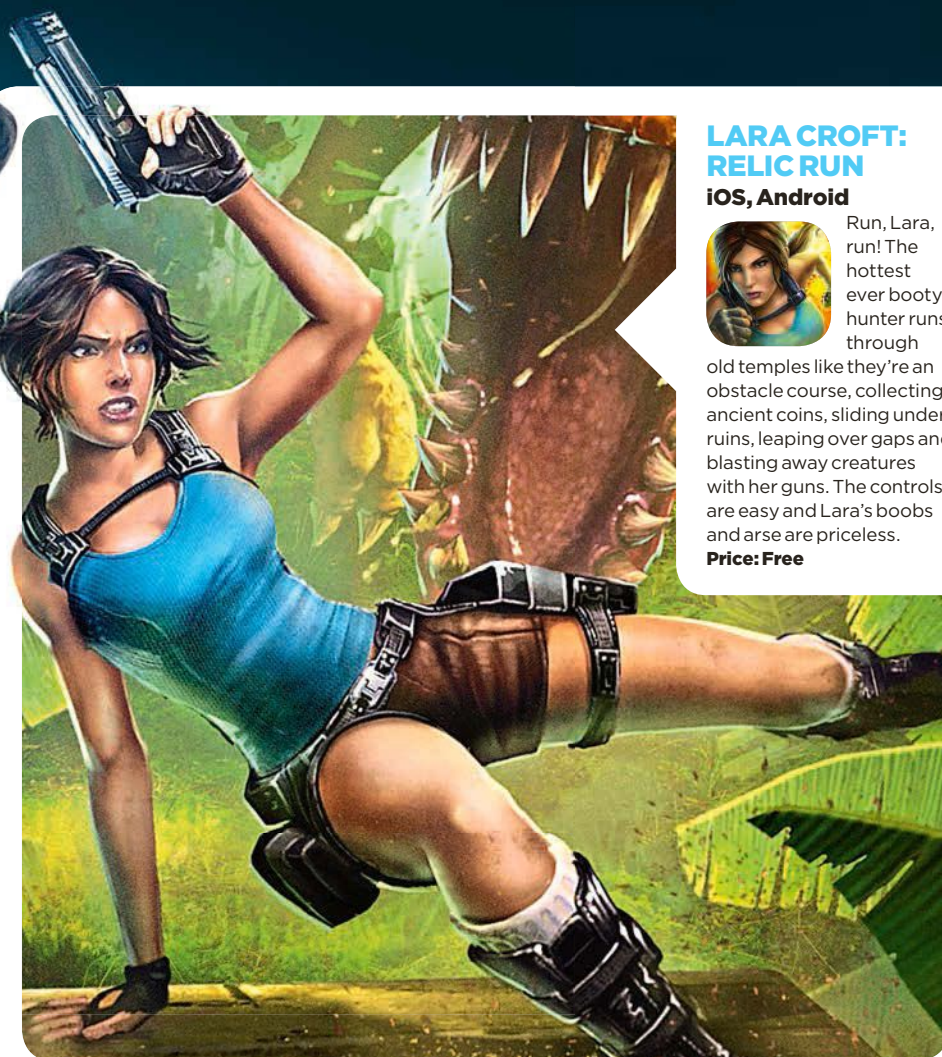 LARA CROFT:
RELIC RUN
iOS, Android
Run, Lara,
run! The
hottest
ever booty
hunter runs
through
old temples like they're an
obstacle course, collecting
ancient coins, sliding under
ruins, leaping over gaps and
blasting away creatures
with her guns. The controls
are easy and Lara's boobs
and arse are priceless.
Price: Free